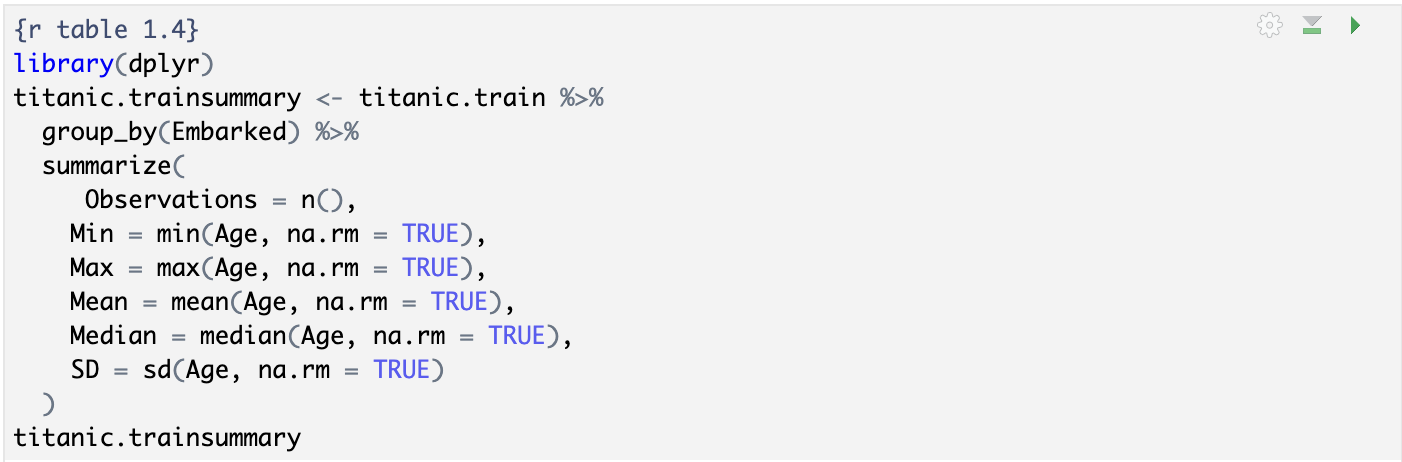 {r table 1.4}
library(dplyr)
titanic.trainsummary <- titanic.train %>%
  group_by(Embarked) %>%
  summarize(
     Observations = n(),
    Min = min(Age, na.rm = TRUE),
    Max = max(Age, na.rm = TRUE),
    Mean = mean(Age, na.rm = TRUE),
    Median = median(Age, na.rm = TRUE),
    SD = sd(Age, na.rm = TRUE)
  )
titanic.trainsummary